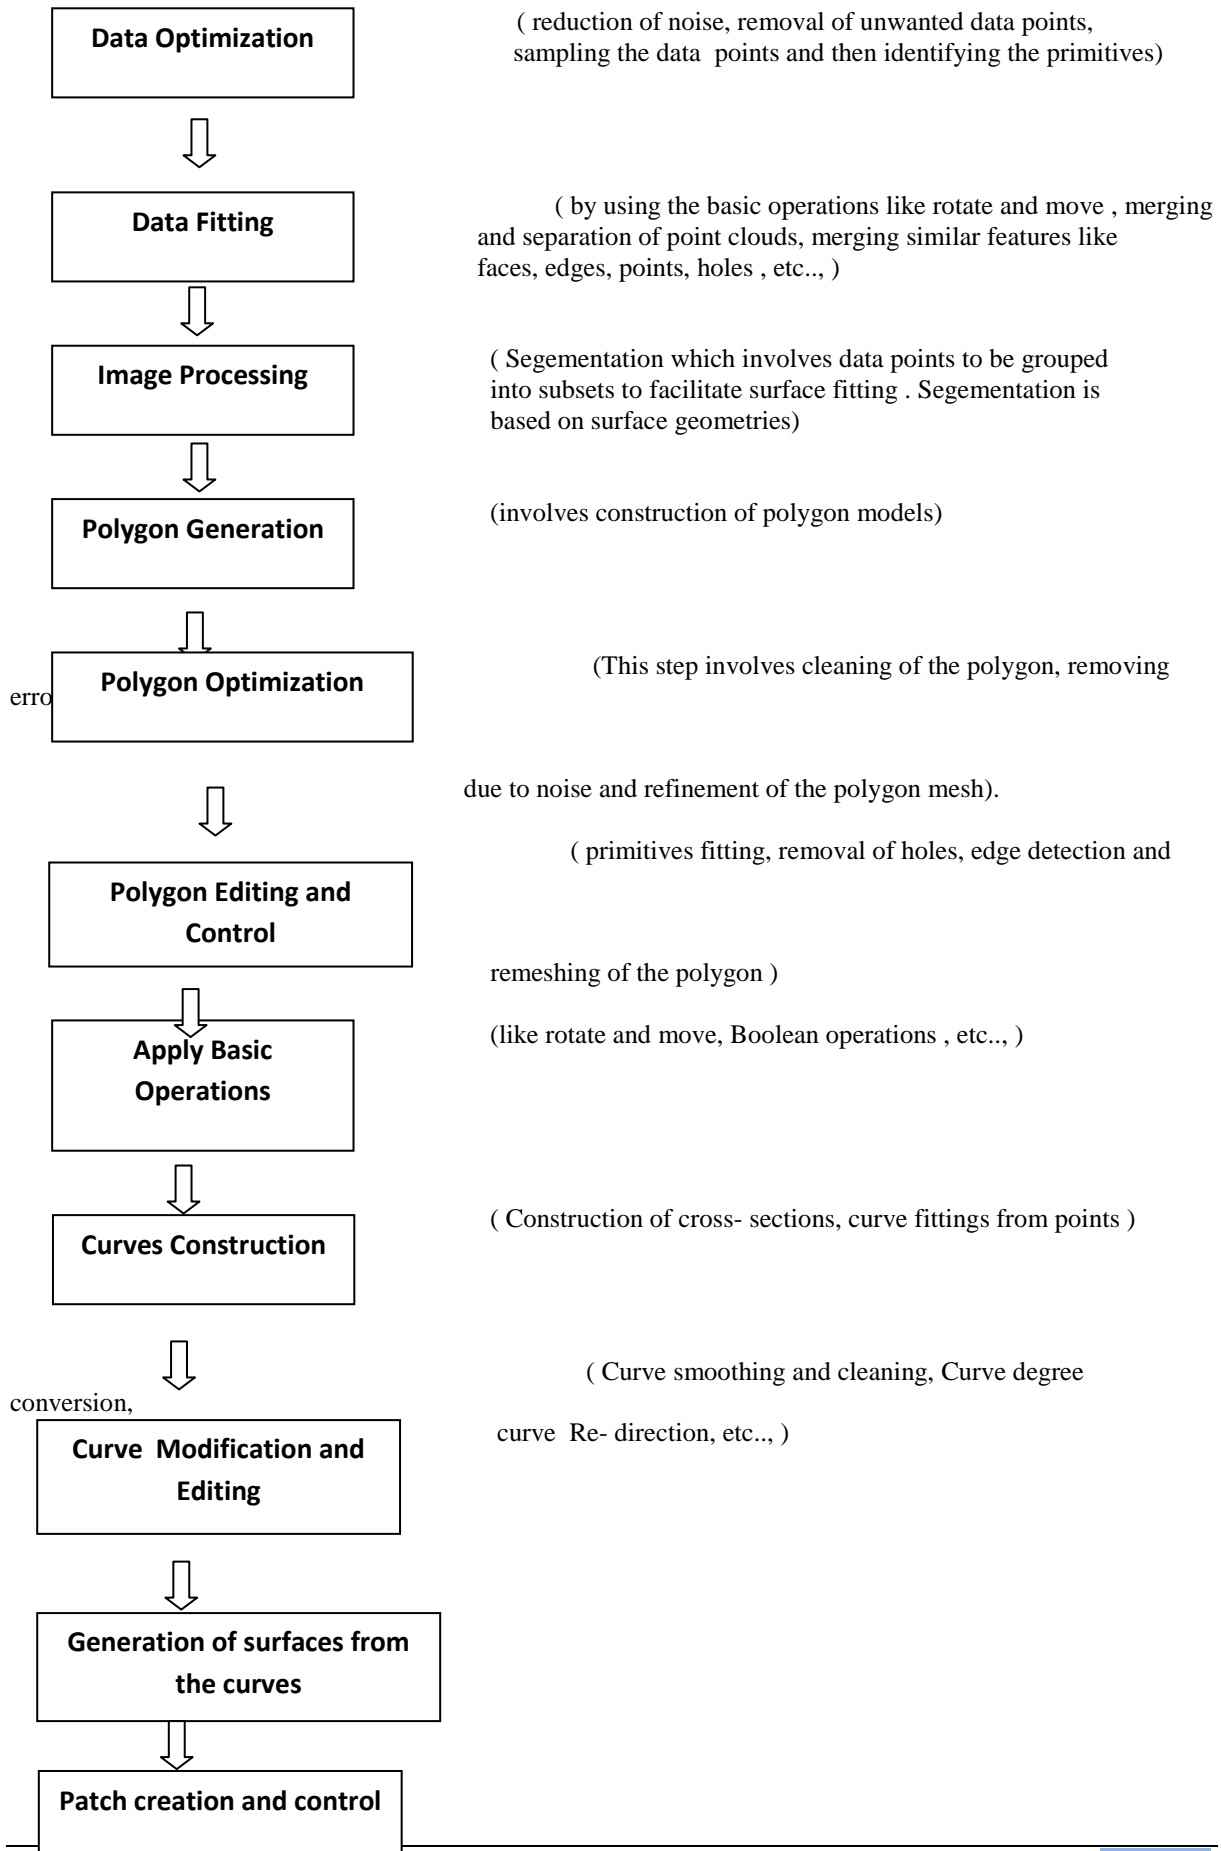 Data Optimization
( reduction of noise, removal of unwanted data points,
sampling the data points and then identifying the primitives)
Data Fitting
( by using the basic operations like rotate and move , merging
and separation of point clouds, merging similar features like
faces, edges, points, holes , etc.., )
Image Processing
( Segementation which involves data points to be grouped
into subsets to facilitate surface fitting . Segementation is
based on surface geometries)
Polygon Generation
(involves construction of polygon models)
Polygon Optimization
(This step involves cleaning of the polygon, removing
erro
due to noise and refinement of the polygon mesh).
Polygon Editing and
Control
( primitives fitting, removal of holes, edge detection and
remeshing of the polygon )
Apply Basic
Operations
(like rotate and move, Boolean operations , etc.., )
Curves Construction
( Construction of cross- sections, curve fittings from points )
( Curve smoothing and cleaning, Curve degree
conversion,
curve Re- direction, etc.., )
Curve Modification and
Editing
Generation of surfaces from
the curves
Patch creation and control